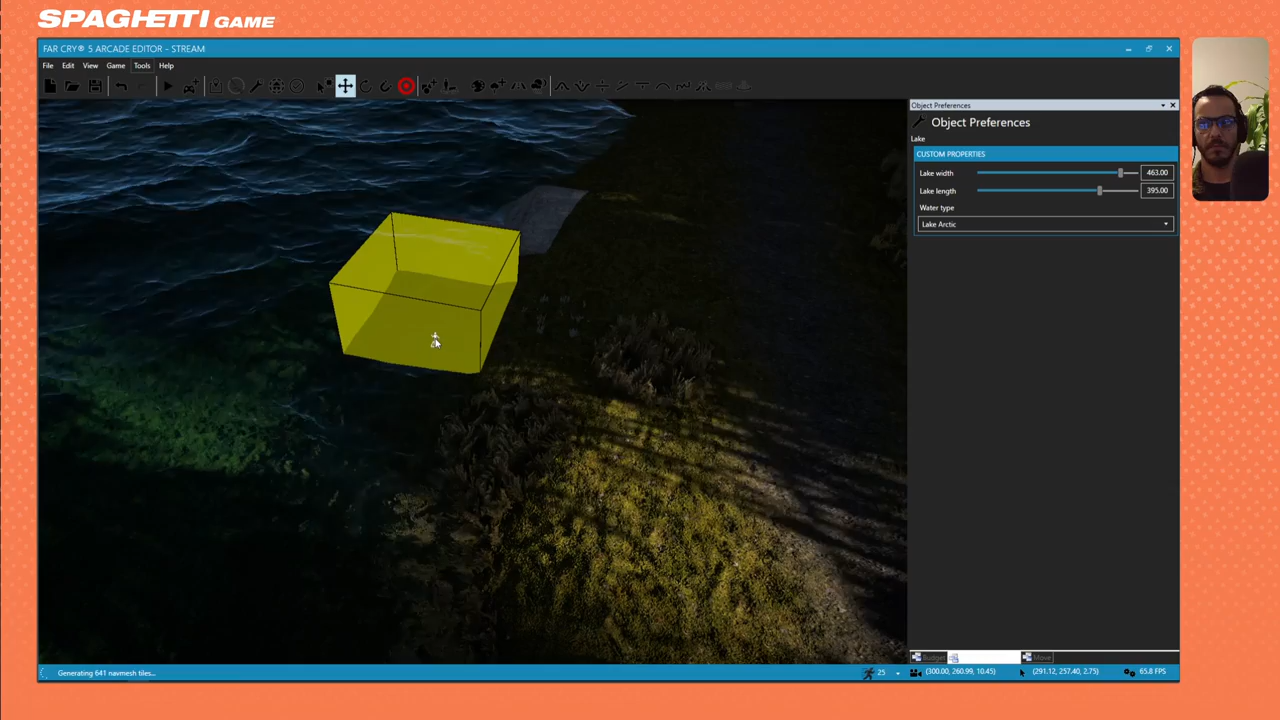 SPAGHETTI GAME
FAR CRY® 5 ARCADE EDITOR - STREAM
File Edit View Game Tools Help
Object Preferences
Object Preferences
Lake
CUSTOM PROPERTIES
Lake width 463.00
Lake length 395.00
Water type
Lake Arctic
Budget Move
Generating 641 navmesh tiles... 25 (300.00, 260.99, 10.45) (291.12, 257.40, 2.75) 65.8 FPS